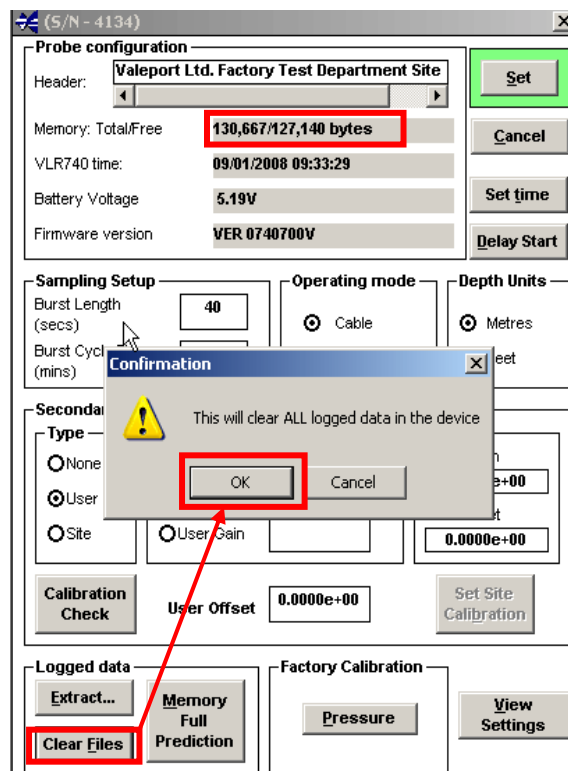 (S/N - 4134)
Probe configuration
Header: Valeport Ltd. Factory Test Department Site
Set
Memory: Total/Free 130,667/127,140 bytes
Cancel
VLR740 time: 09/01/2008 09:33:29
Battery Voltage 5.19V
Set time
Firmware version VER 0740700V
Delay Start
Sampling Setup
Operating mode
Depth Units
Burst Length
(secs)
40
Cable
Metres
(mins)
Confirmation
This will clear ALL logged data in the device
OK
Cancel
Type
None
User
Site
User Gain
0.0000e+00
Calibration
Check
User Offset
0.0000e+00
Set Site
Calibration
Logged data
Factory Calibration
Extract...
Clear Files
Memory
Full
Prediction
Pressure
View
Settings